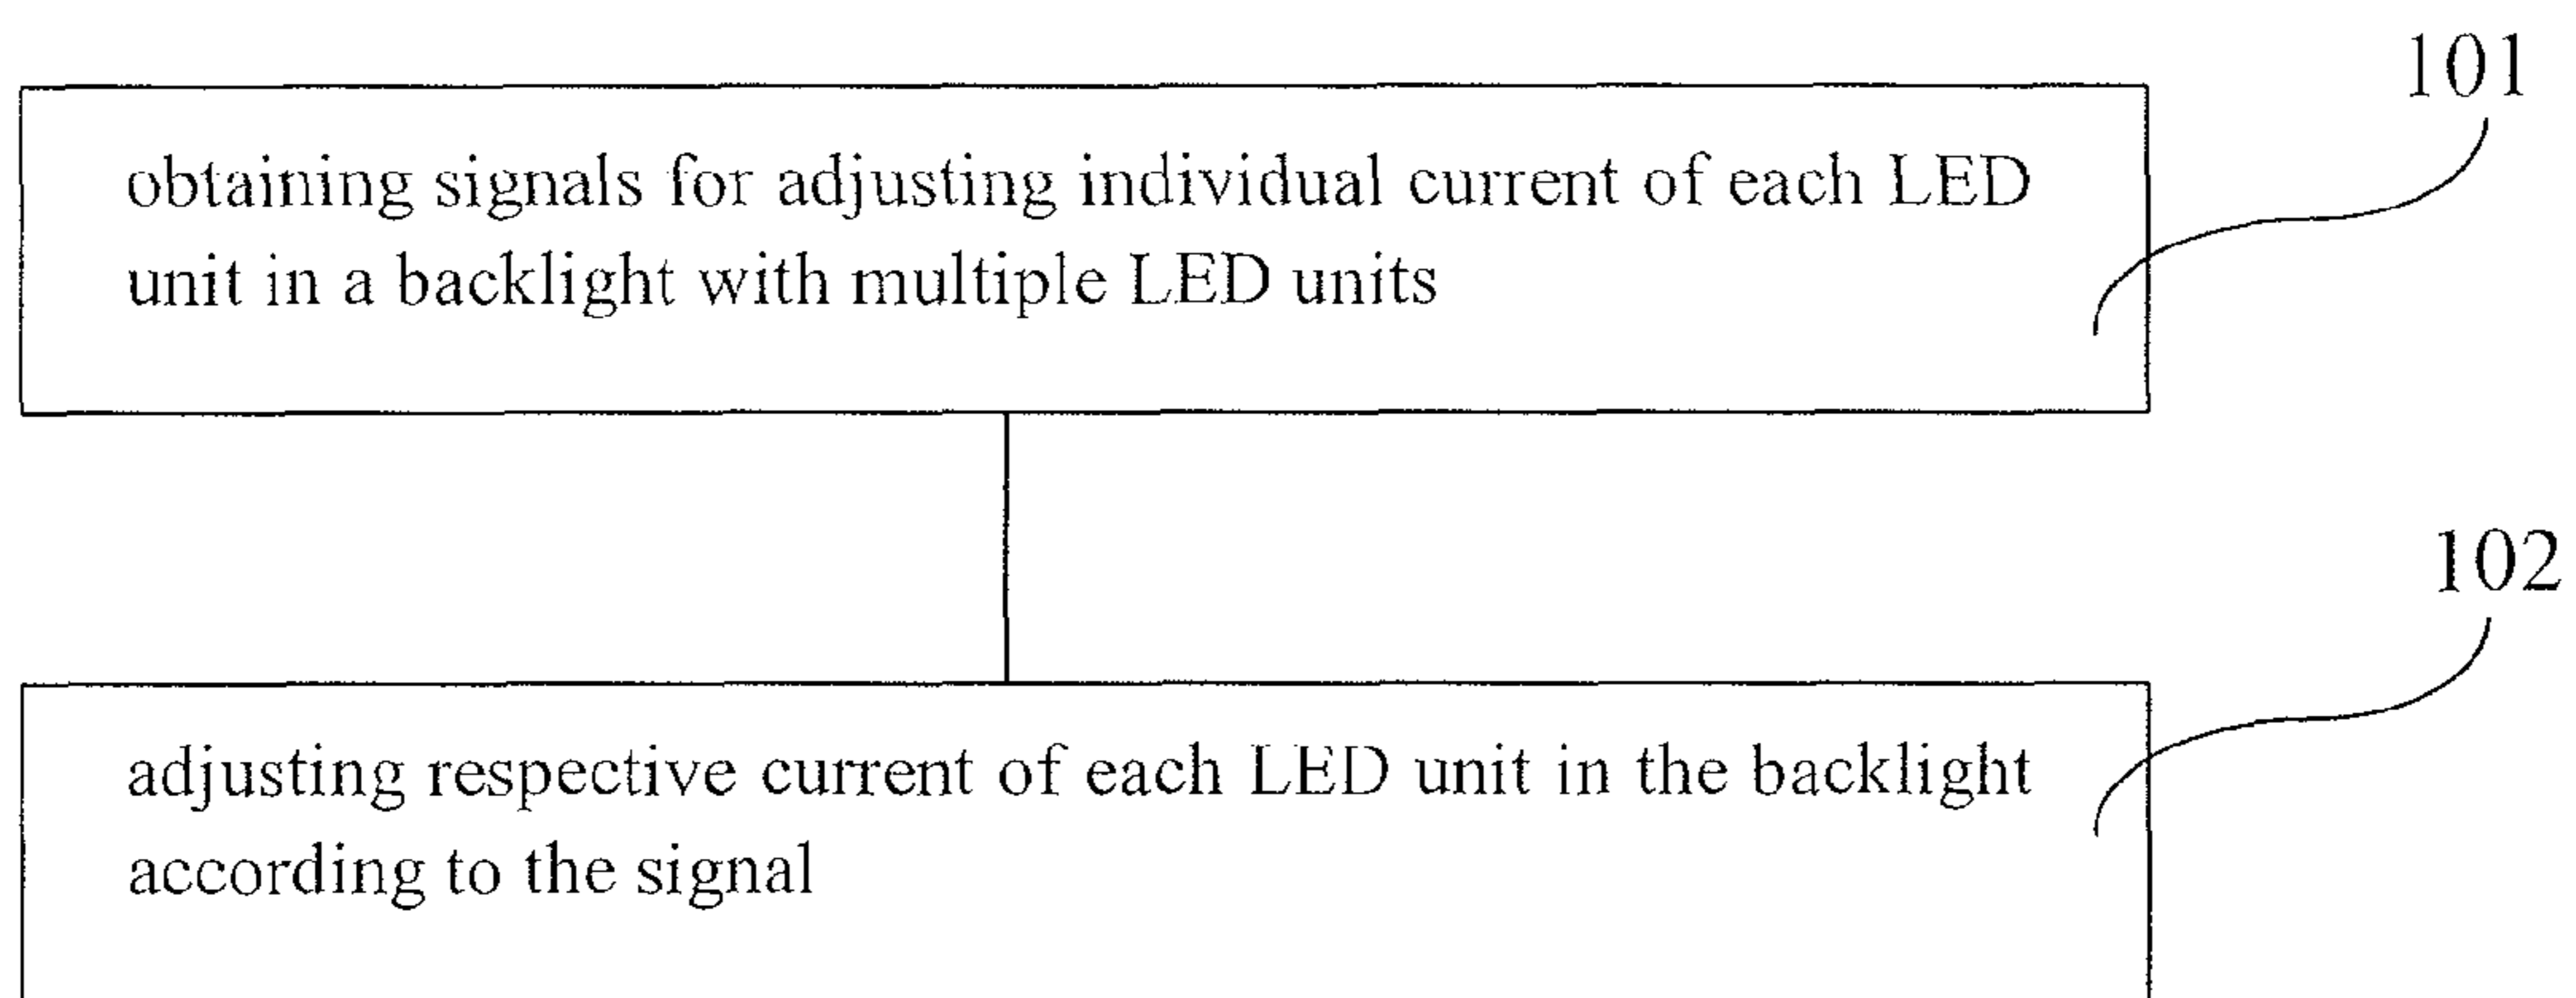 101
obtaining signals for adjusting individual current of each LED
unit in a backlight with multiple LED units
102
adjusting respective current of each LED unit in the backlight
according to the signal